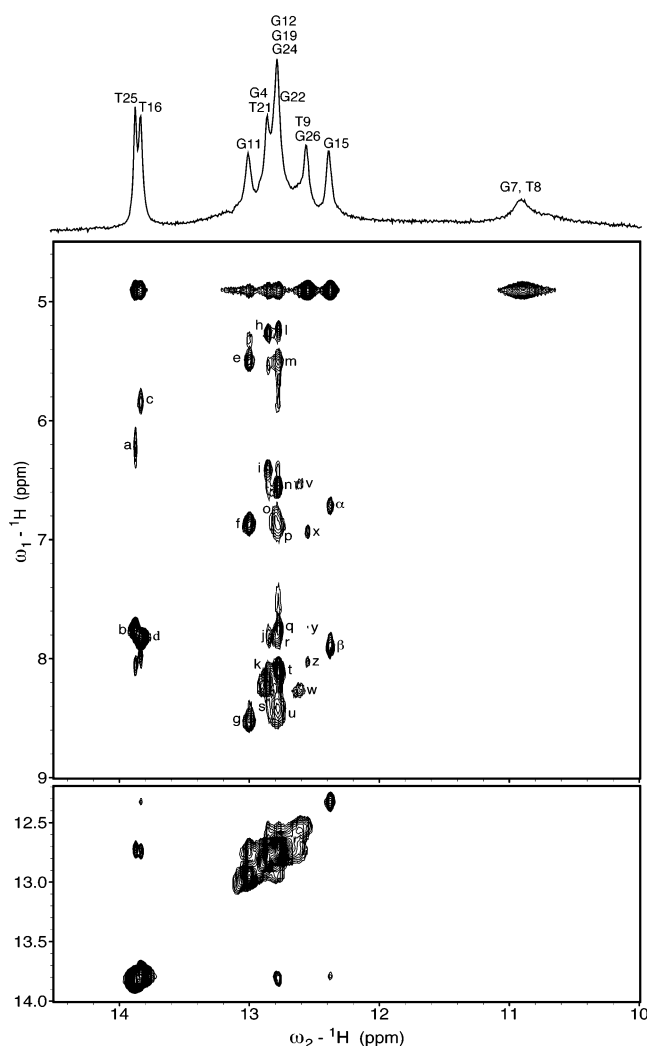 G12
G19
G24
T25
T16
G4
T21
G22
T9
G26
G11
G15
G7, T8
5
h
l
e
m
c
a
6
i
n
v
α
o
f
p
x
7
b
d
j
q
y
r
β
k
t
z
w
s
g
u
8
9
ω1 - 1H (ppm)
12.5
13.0
13.5
14.0
14
13
12
11
10
ω2 - 1H (ppm)